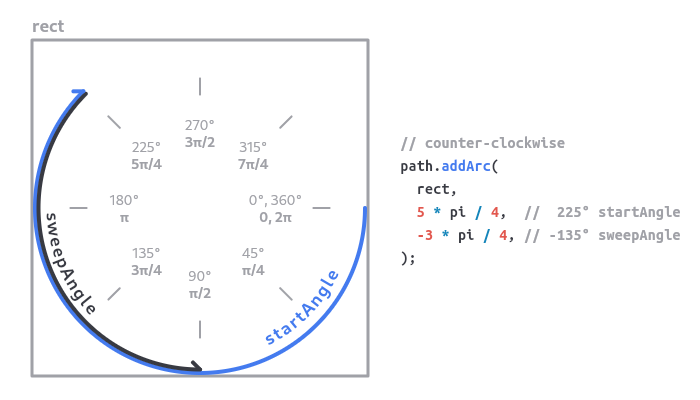 rect
270°
3π/2
225°
5π/4
315°
7π/4
180°
π
0°, 360°
0, 2π
135°
3π/4
45°
π/4
90°
π/2
sweepAngle
startAngle
// counter-clockwise
path.addArc(
  rect,
  5 * pi / 4,  //  225° startAngle
  -3 * pi / 4, // -135° sweepAngle
);